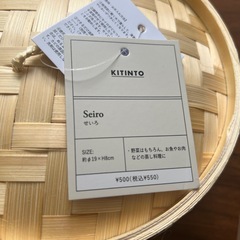 KITINTO
Seiro
せいろ
SIZE:
約φ19×H8cm
・野菜はもちろん、お魚やお肉
などの蒸し料理に
¥500(税込¥550)